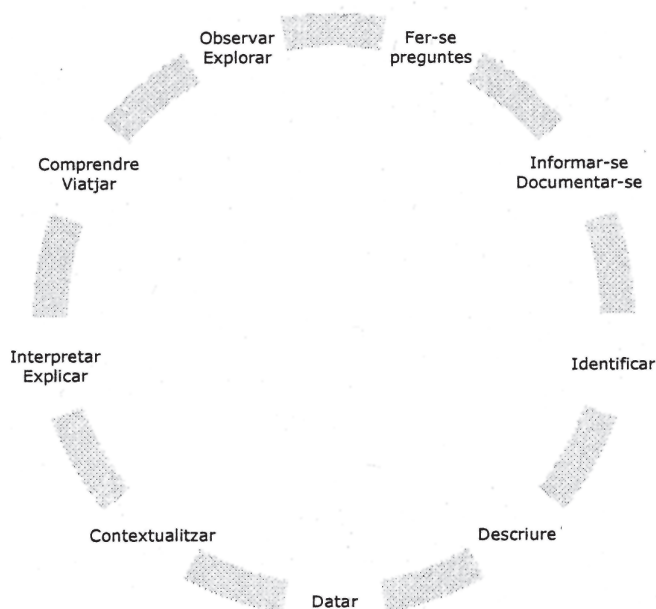 Observar
Explorar
Fer-se
preguntes
Informar-se
Documentar-se
Identificar
Descriure
Datar
Contextualitzar
Interpretar
Explicar
Comprendre
Viatjar